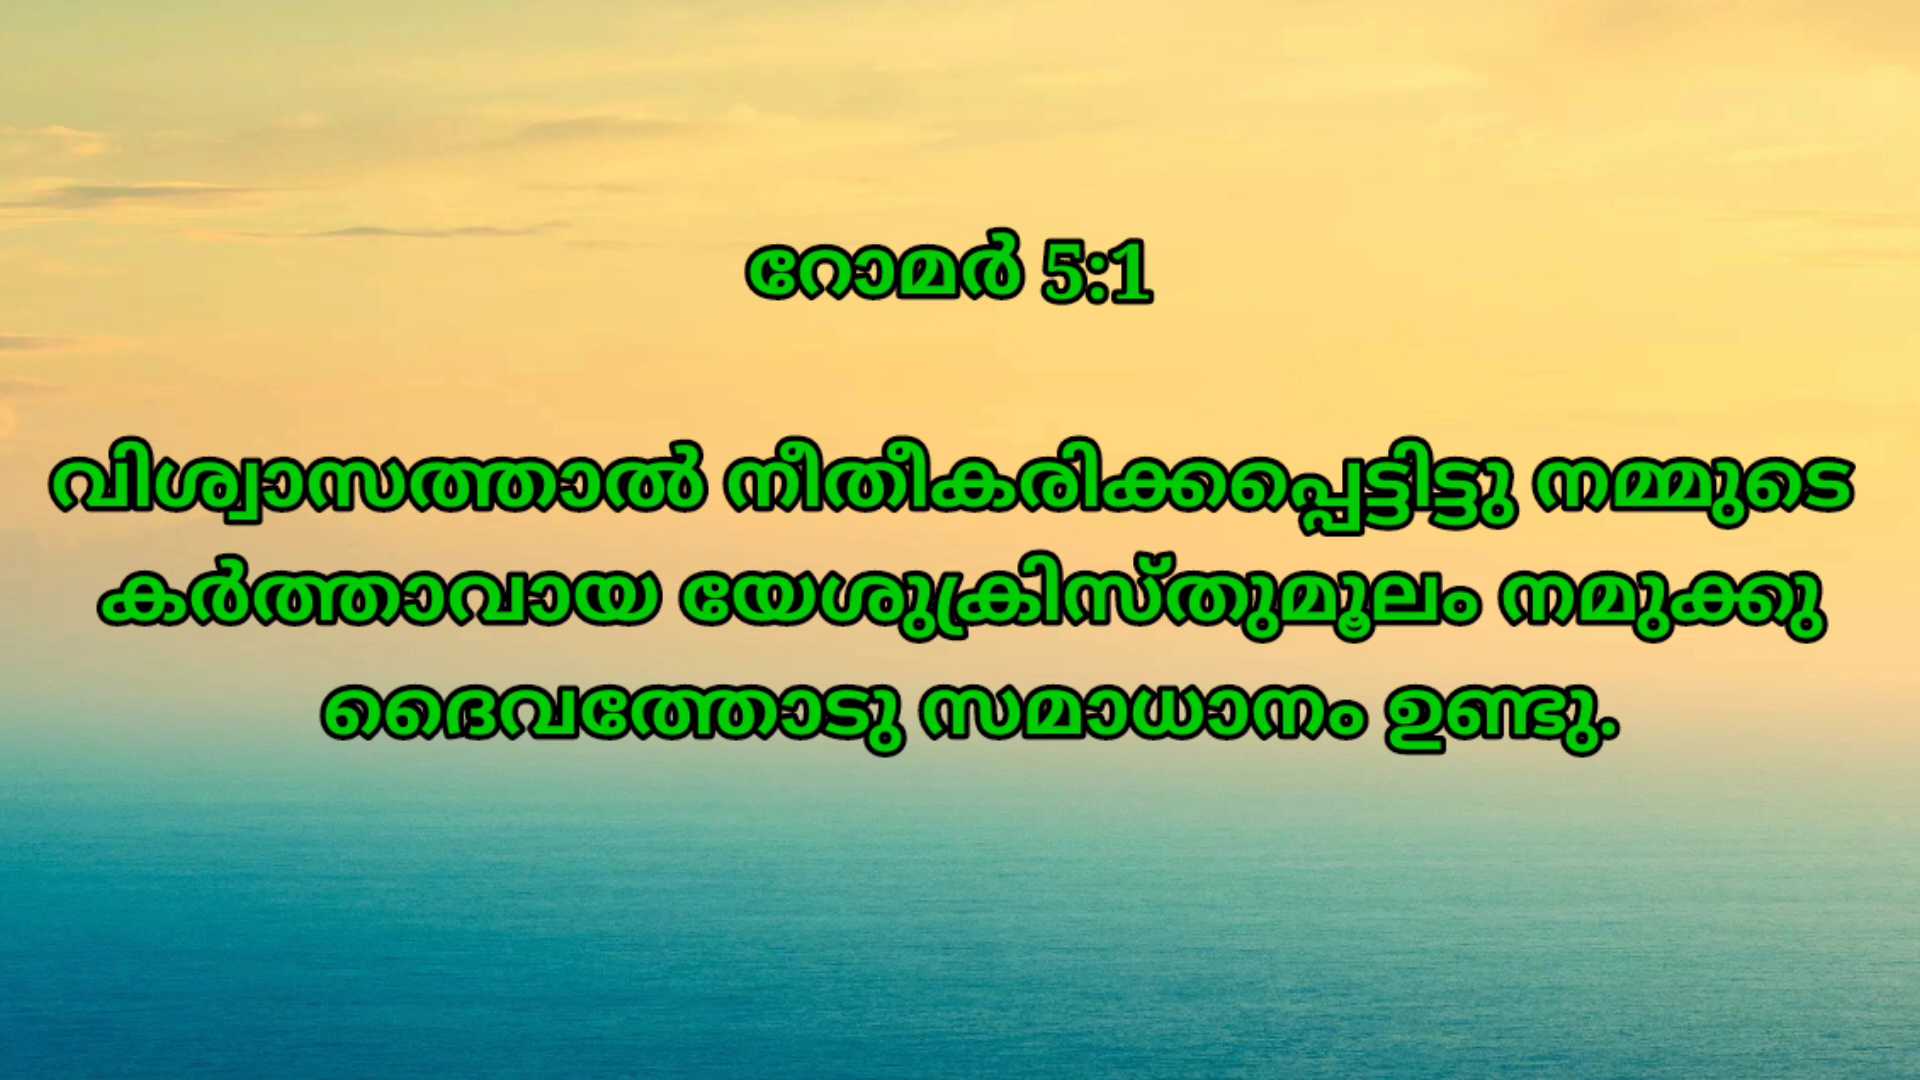 റോമർ 5:1
വിശ്വാസത്താൽ നീതീകരിക്കപ്പെട്ടിട്ടു നമ്മുടെ
കർത്താവായ യേശുക്രിസ്തുമൂലം നമുക്കു
ദൈവത്തോടു സമാധാനം ഉണ്ടു.